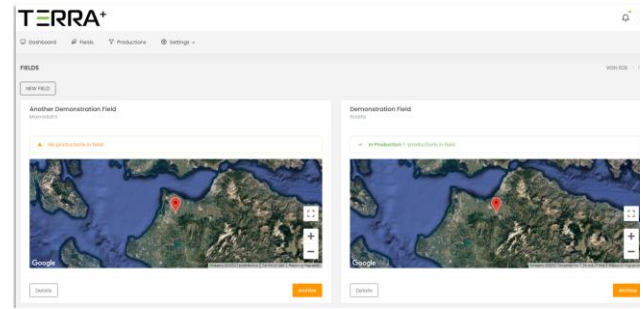 TERRA+
Dashboard Fields Productions Settings
FIELDS
NEW FIELD
Another Demonstration Field
No productions in field
Google
Details
Archive
Demonstration Field
In Production 1 productions in field
Google
Details
Archive